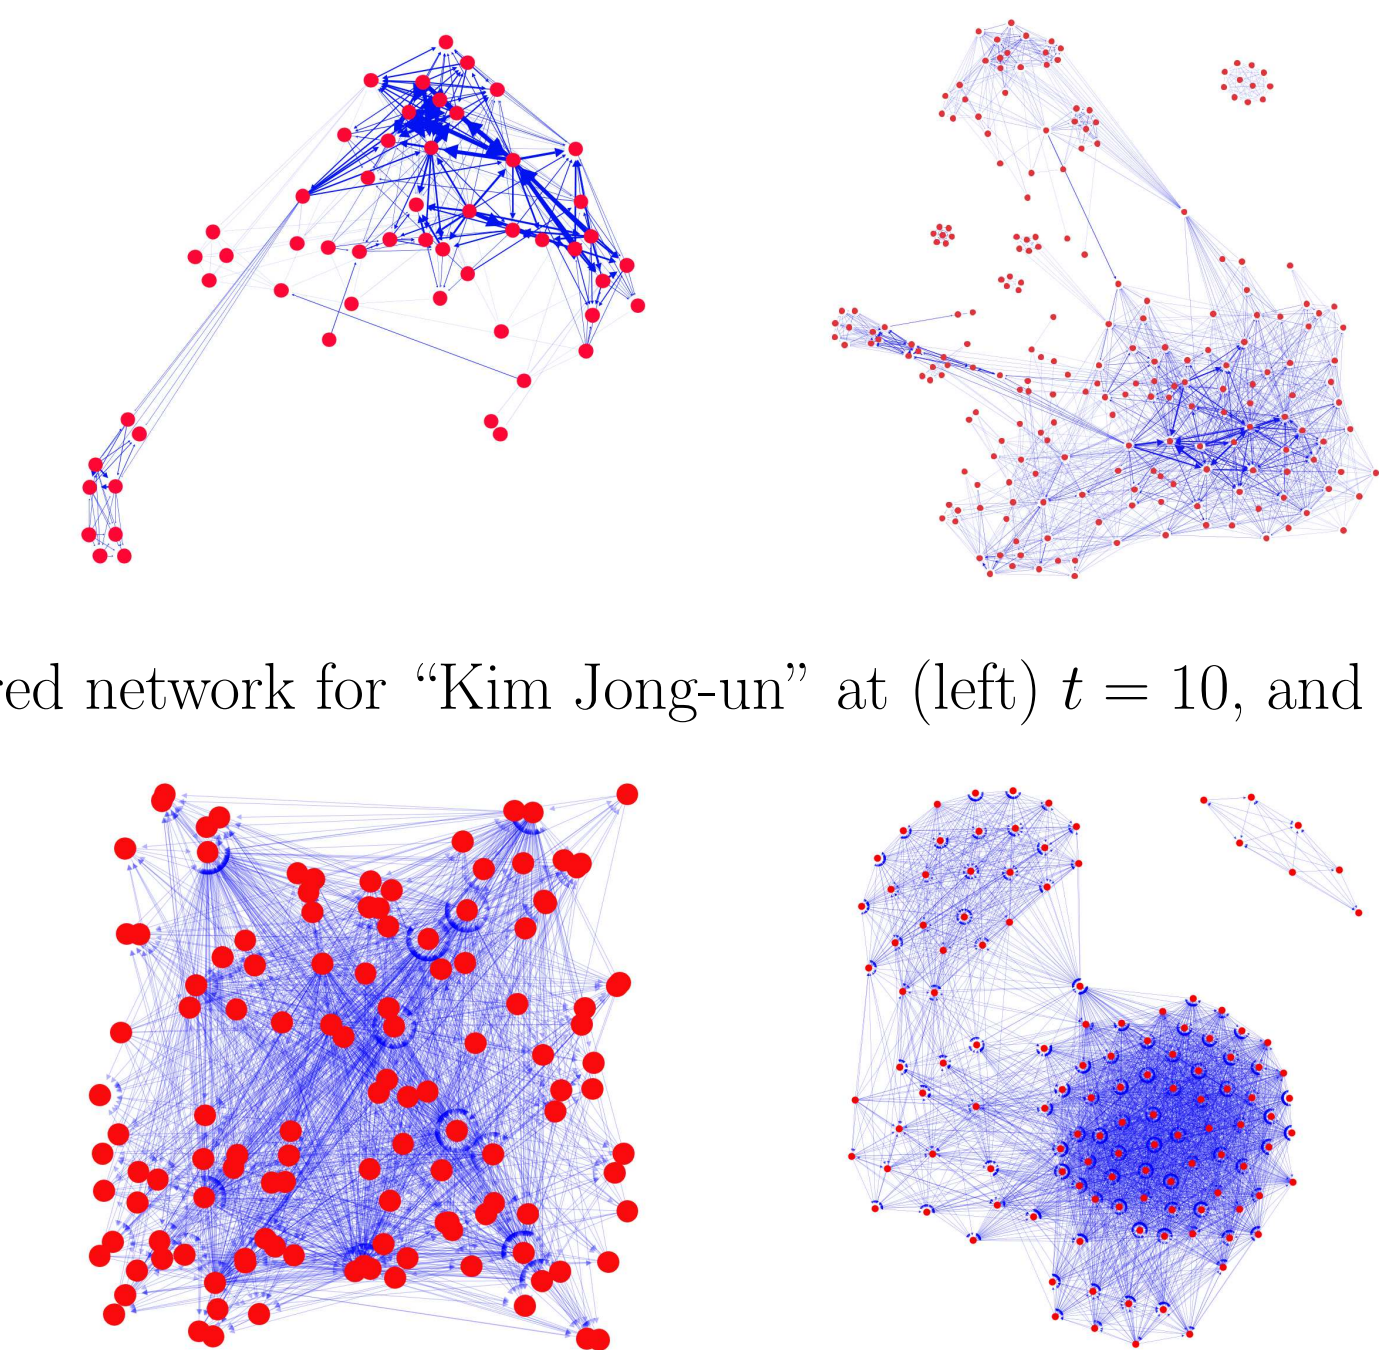 red network for “Kim Jong-un” at (left) t = 10, and